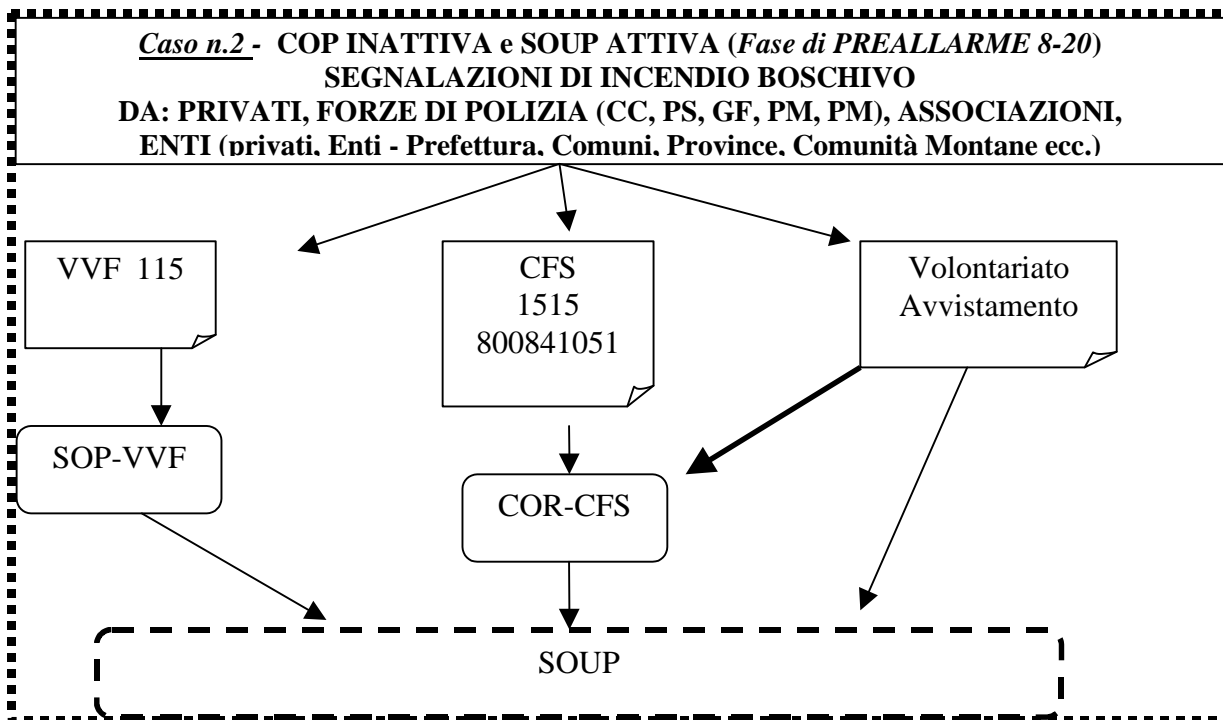 Caso n.2 - COP INATTIVA e SOUP ATTIVA (Fase di PREALLARME 8-20)
SEGNALAZIONI DI INCENDIO BOSCHIVO
DA: PRIVATI, FORZE DI POLIZIA (CC, PS, GF, PM, PM), ASSOCIAZIONI,
ENTI (privati, Enti - Prefettura, Comuni, Province, Comunità Montane ecc.)
VVF 115
CFS
1515
800841051
Volontariato
Avvistamento
SOP-VVF
COR-CFS
SOUP